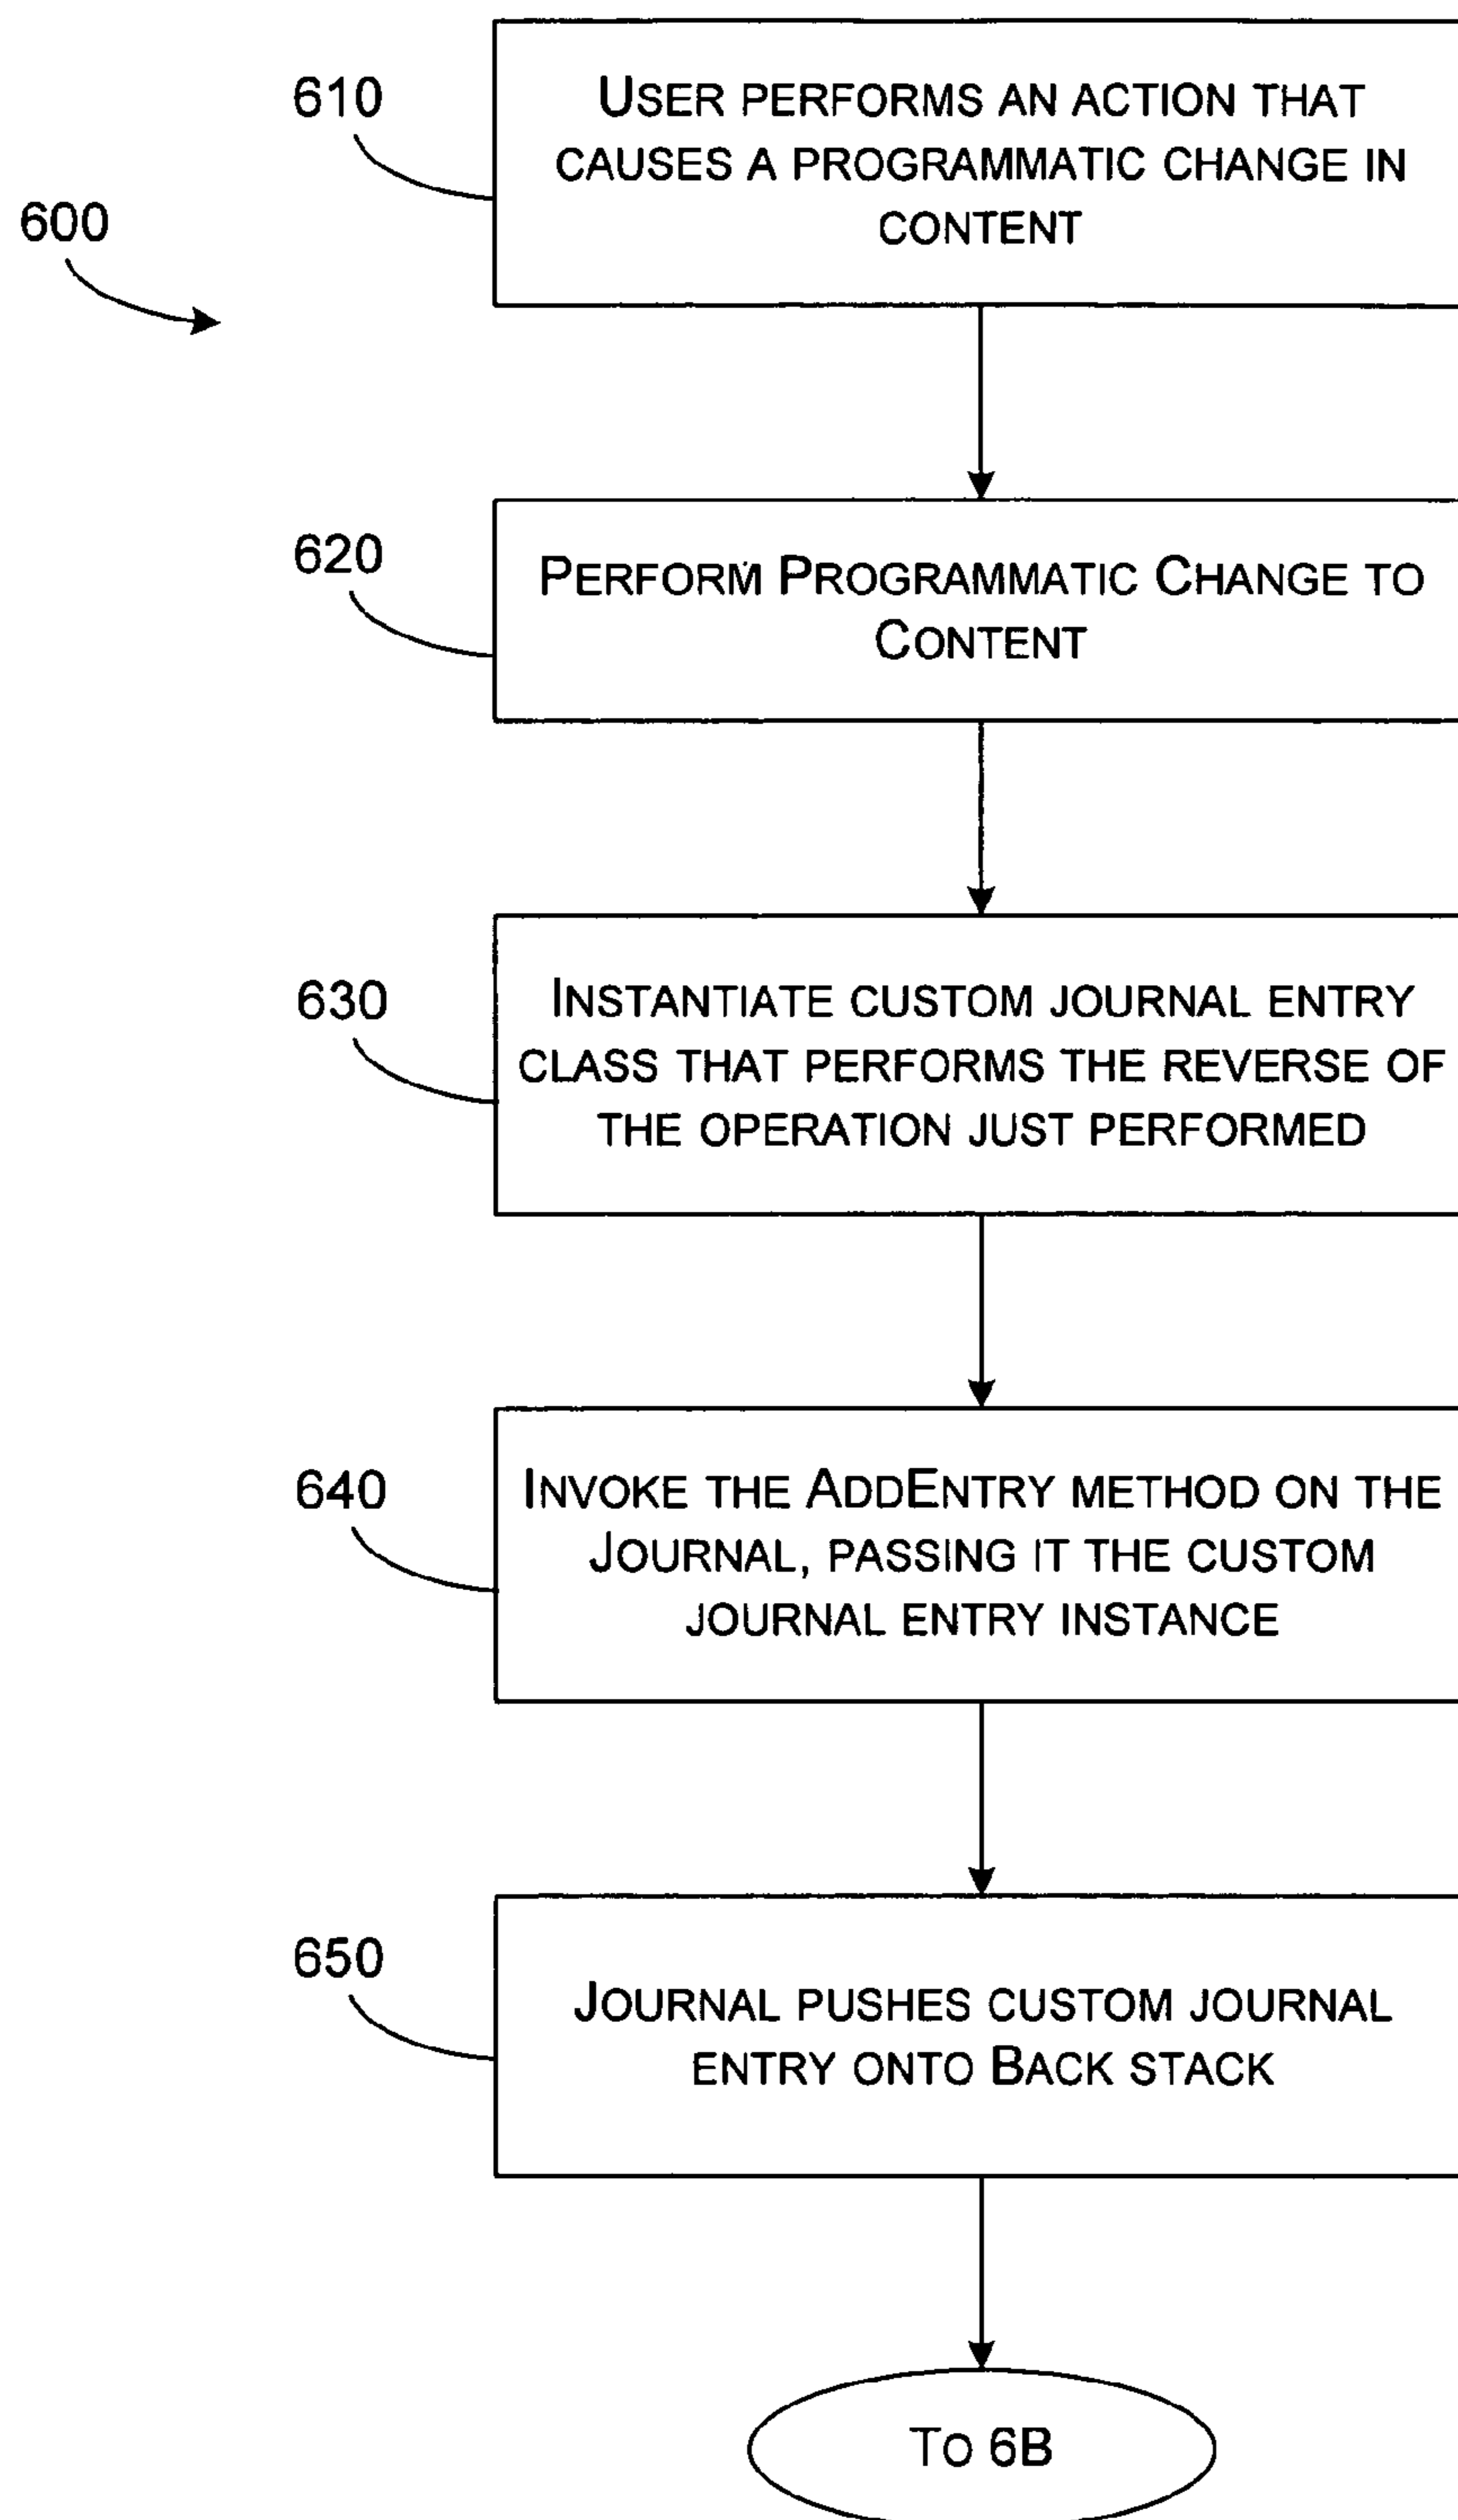 610
USER PERFORMS AN ACTION THAT
CAUSES A PROGRAMMATIC CHANGE IN
CONTENT
600
620
PERFORM PROGRAMMATIC CHANGE TO
CONTENT
630
INSTANTIATE CUSTOM JOURNAL ENTRY
CLASS THAT PERFORMS THE REVERSE OF
THE OPERATION JUST PERFORMED
640
INVOKE THE ADDENTRY METHOD ON THE
JOURNAL, PASSING IT THE CUSTOM
JOURNAL ENTRY INSTANCE
650
JOURNAL PUSHES CUSTOM JOURNAL
ENTRY ONTO BACK STACK
TO 6B